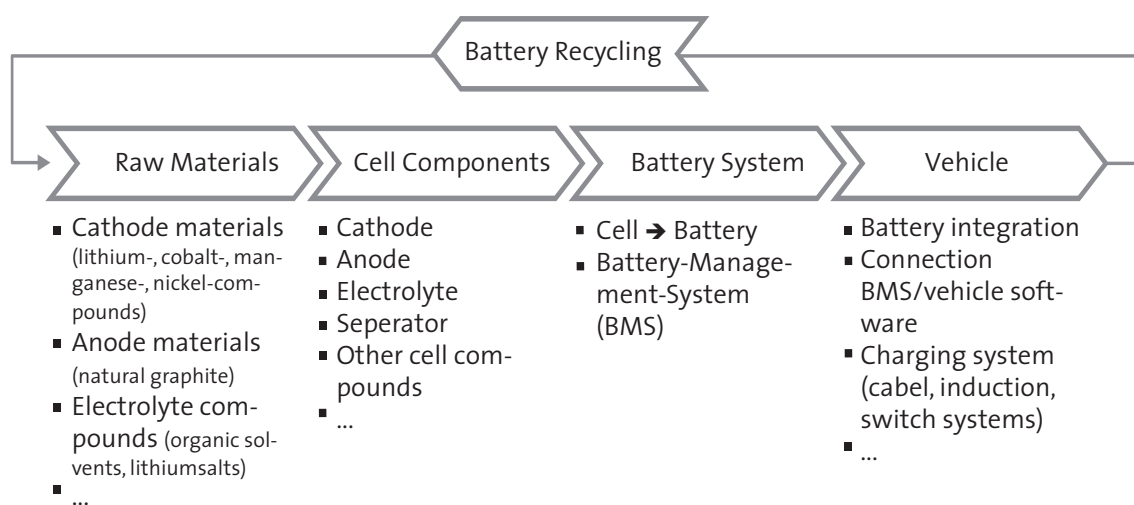 Battery Recycling
Raw Materials
Cell Components
Battery System
Vehicle
▪ Cathode materials
(lithium-, cobalt-, man-
ganese-, nickel-com-
pounds)
▪ Anode materials
(natural graphite)
▪ Electrolyte com-
pounds (organic sol-
vents, lithiumsalts)
▪ ...
▪ Cathode
▪ Anode
▪ Electrolyte
▪ Seperator
▪ Other cell com-
pounds
▪ ...
▪ Cell ➔ Battery
▪ Battery-Manage-
ment-System
(BMS)
▪ Battery integration
▪ Connection
BMS/vehicle soft-
ware
▪ Charging system
(cabel, induction,
switch systems)
▪ ...